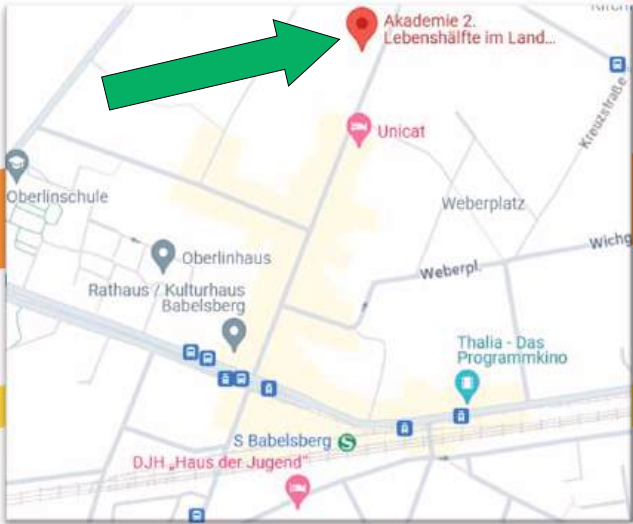 Akademie 2.
Lebenshälfte im Land...
Unicat
Kreuzstraße
Oberlinschule
Weberplatz
Oberlinhaus
Wichg
Weberpl.
Rathaus / Kulturhaus
Babelsberg
Thalia - Das
Programmkino
S Babelsberg
DJH „Haus der Jugend"